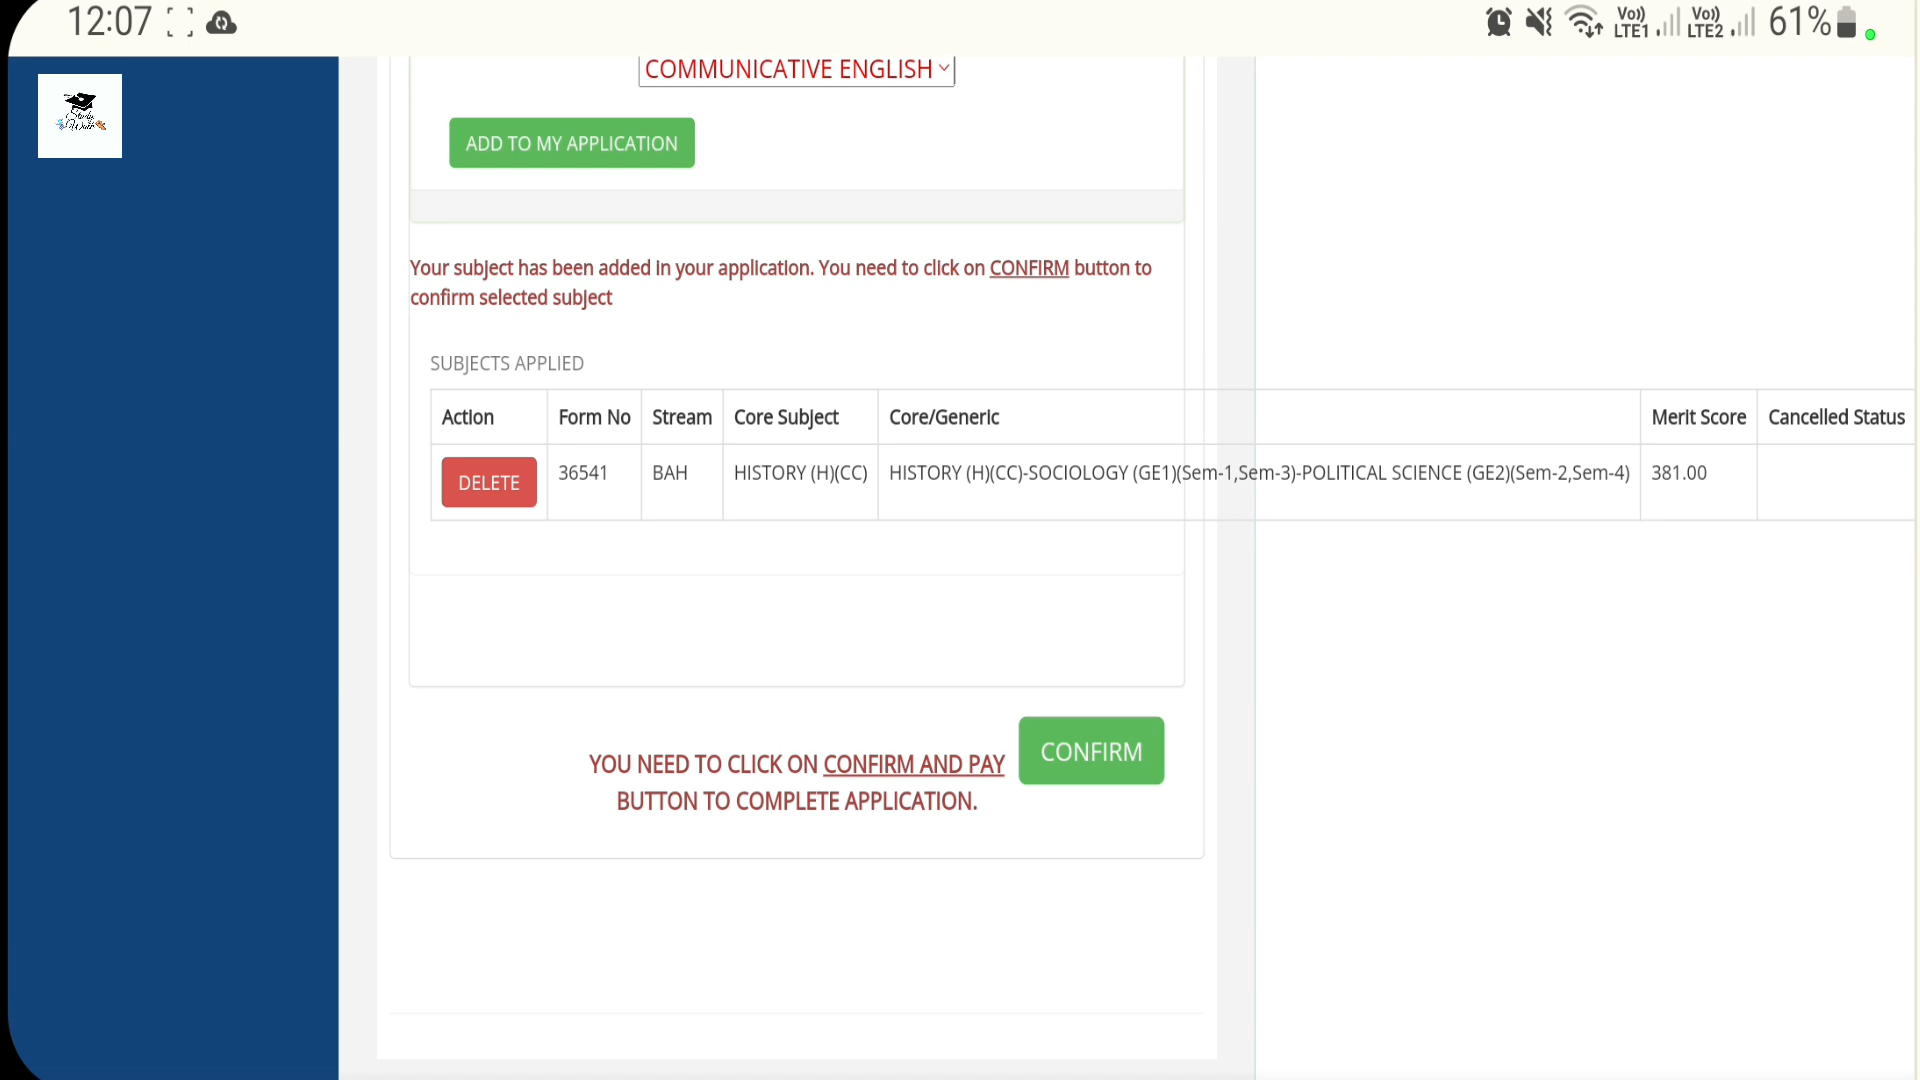 12:07
Vo)) LTE1 Vo)) LTE2 61%
Study
COMMUNICATIVE ENGLISH
ADD TO MY APPLICATION
Your subject has been added in your application. You need to click on CONFIRM button to
confirm selected subject
SUBJECTS APPLIED
Action Form No Stream Core Subject Core/Generic Merit Score Cancelled Status
DELETE 36541 BAH HISTORY (H)(CC) HISTORY (H)(CC)-SOCIOLOGY (GE1)(Sem-1,Sem-3)-POLITICAL SCIENCE (GE2)(Sem-2,Sem-4) 381.00
YOU NEED TO CLICK ON CONFIRM AND PAY
BUTTON TO COMPLETE APPLICATION.
CONFIRM